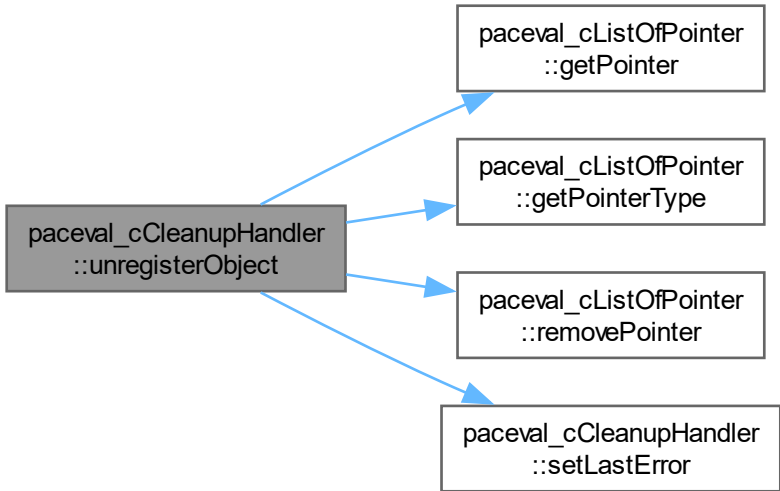 paceval_cCleanupHandler
::unregisterObject
paceval_cListOfPointer
::getPointer
paceval_cListOfPointer
::getPointerType
paceval_cListOfPointer
::removePointer
paceval_cCleanupHandler
::setLastError